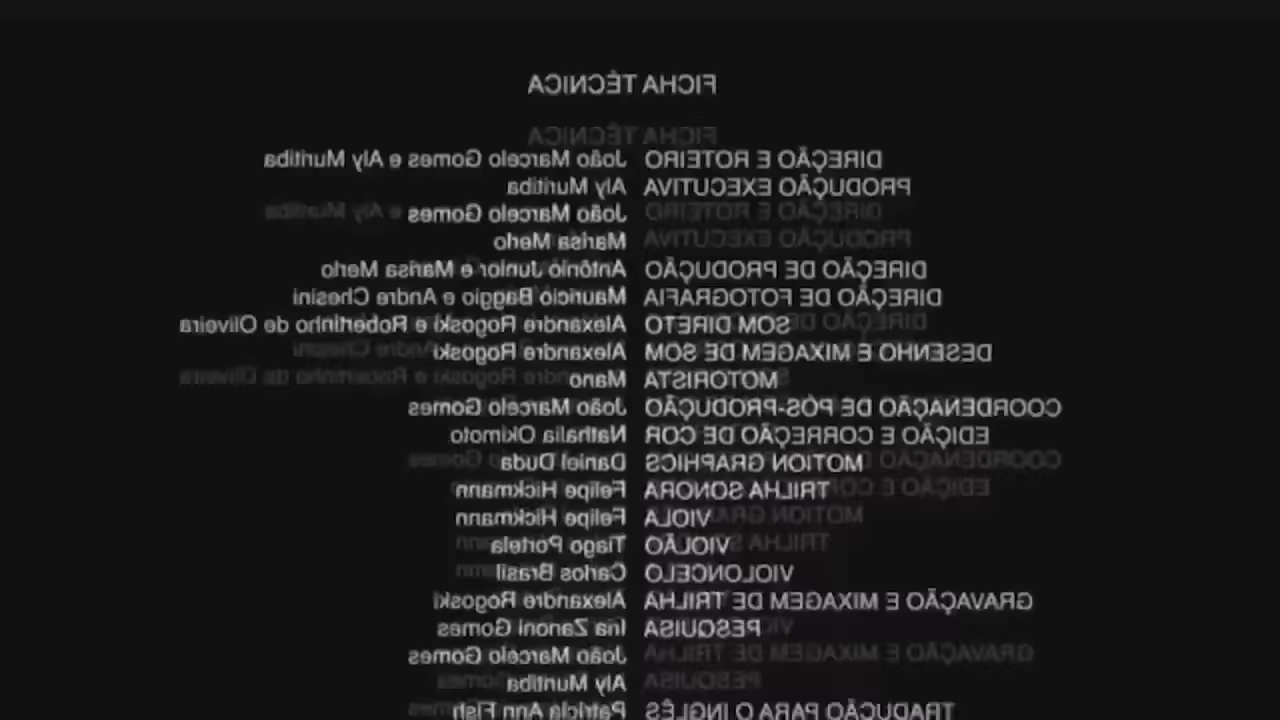 FICHA TÉCNICA
DIREÇÃO E ROTEIRO João Marcelo Gomes e Aly Muritiba
PRODUÇÃO EXECUTIVA Aly Muritiba
João Marcelo Gomes
Marisa Merlo
DIREÇÃO DE PRODUÇÃO Antônio Junior e Marisa Merlo
DIREÇÃO DE FOTOGRAFIA Mauricio Baggio e Andre Chesini
SOM DIRETO Alexandre Rogoski e Robertinho de Oliveira
DESENHO E MIXAGEM DE SOM Alexandre Rogoski
MOTORISTA Mano
COORDENAÇÃO DE PÓS-PRODUÇÃO João Marcelo Gomes
EDIÇÃO E CORREÇÃO DE COR Nathalia Okimoto
MOTION GRAPHICS Daniel Duda
TRILHA SONORA Felipe Hickmann
VIOLA Felipe Hickmann
VIOLÃO Tiago Portela
VIOLONCELO Carlos Brasil
GRAVAÇÃO E MIXAGEM DE TRILHA Alexandre Rogoski
PESQUISA Iria Zanoni Gomes
João Marcelo Gomes
Aly Muritiba
TRADUÇÃO PARA O INGLÊS Patricia Ann Fish